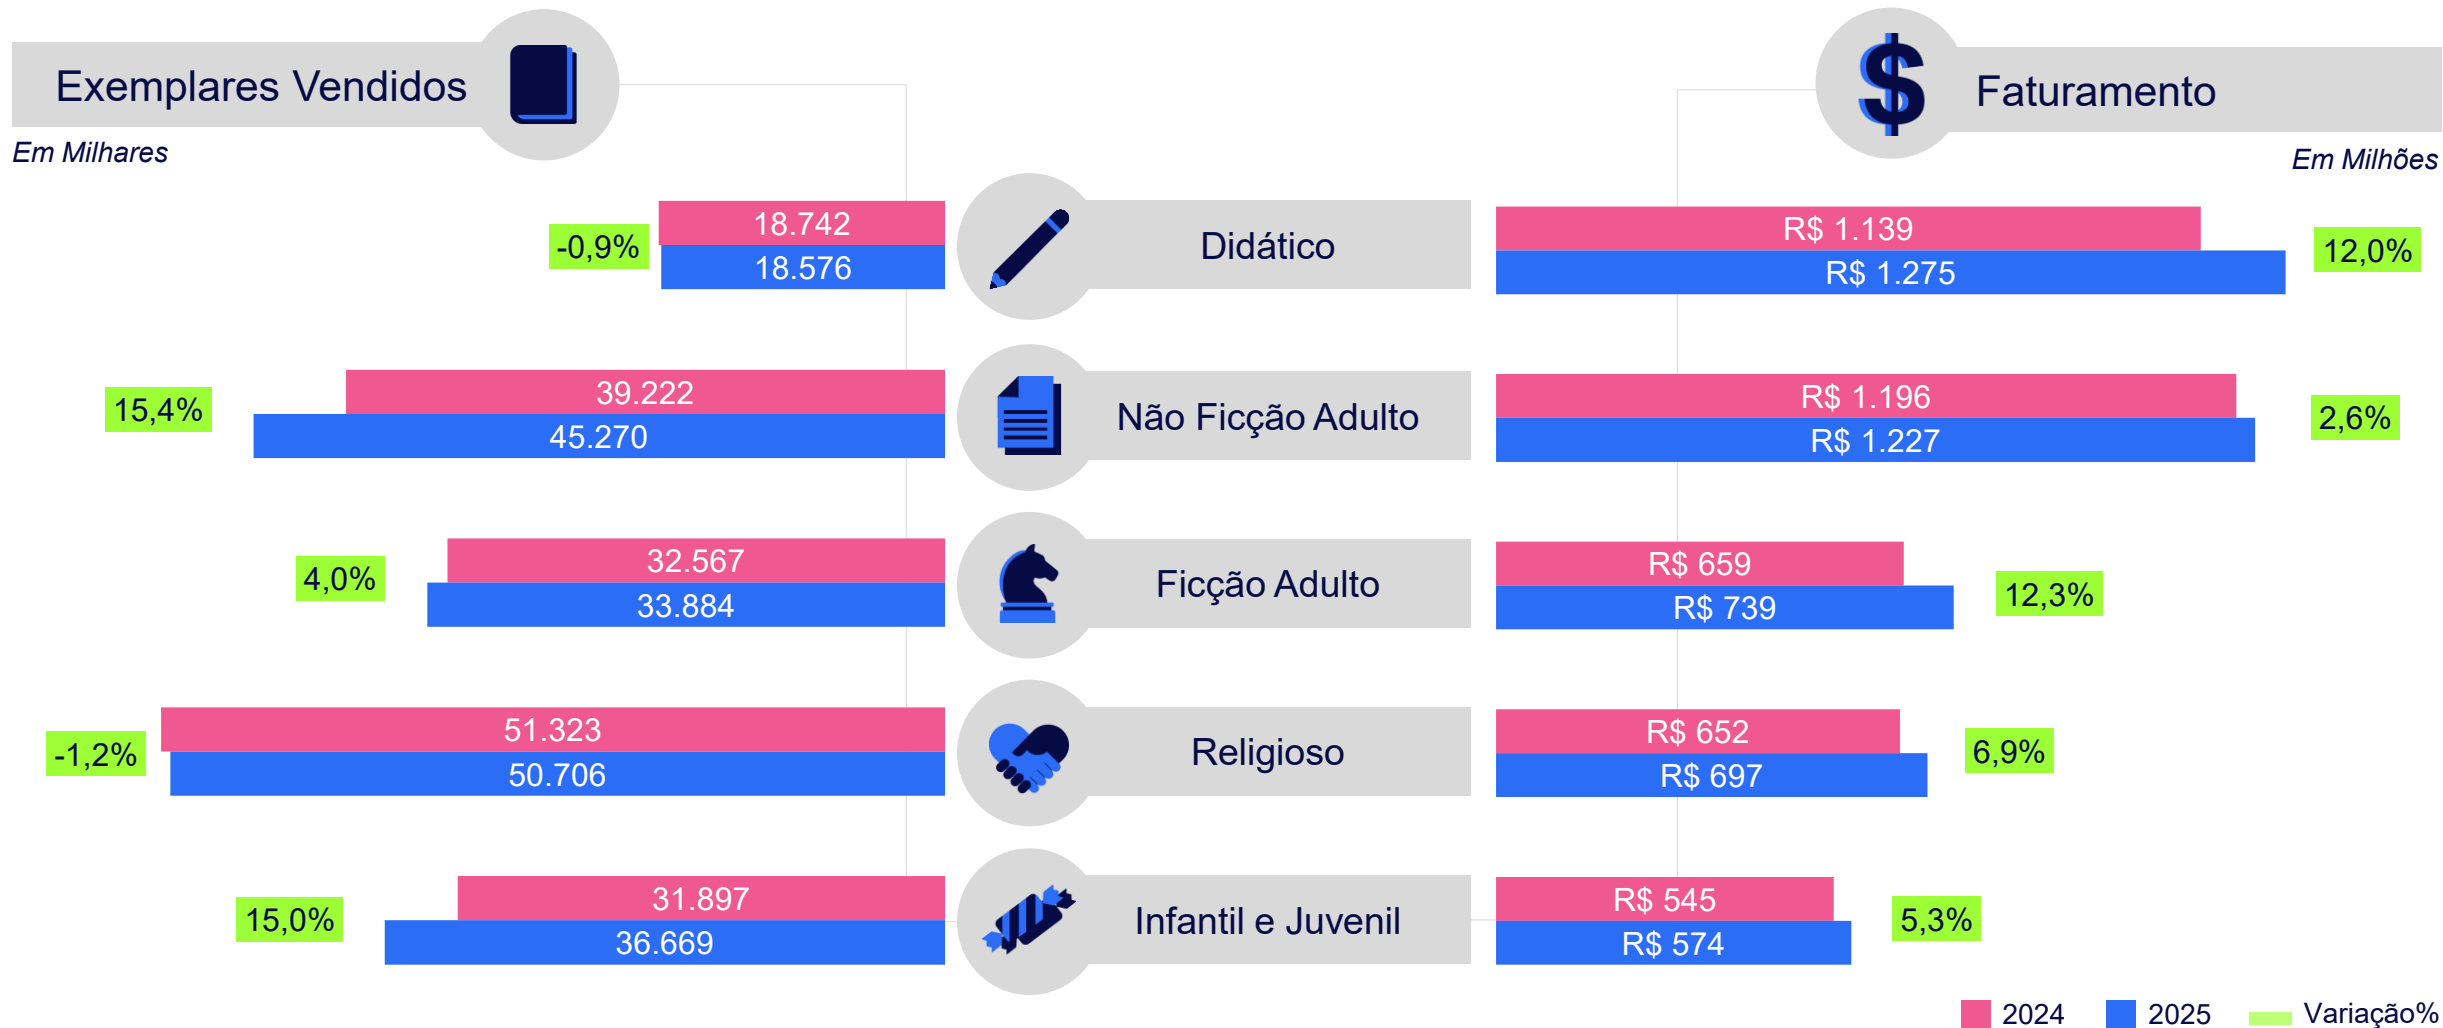 Exemplares Vendidos
Faturamento
Em Milhares
Em Milhões
-0,9%
18.742
18.576
Didático
R$ 1.139
R$ 1.275
12,0%
15,4%
39.222
45.270
Não Ficção Adulto
R$ 1.196
R$ 1.227
2,6%
4,0%
32.567
33.884
Ficção Adulto
R$ 659
R$ 739
12,3%
-1,2%
51.323
50.706
Religioso
R$ 652
R$ 697
6,9%
15,0%
31.897
36.669
Infantil e Juvenil
R$ 545
R$ 574
5,3%
2024
2025
Variação%